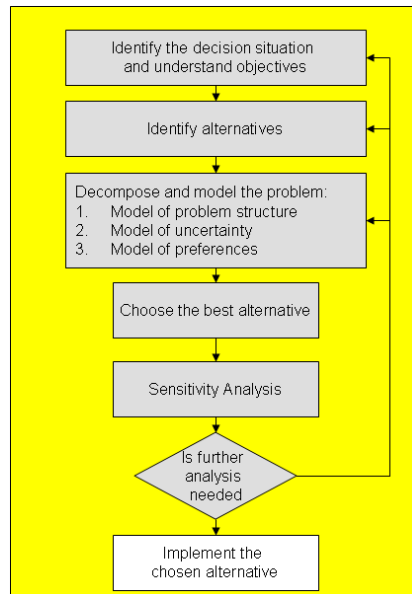 Identify the decision situation
and understand objectives
Identify alternatives
Decompose and model the problem:
1. Model of problem structure
2. Model of uncertainty
3. Model of preferences
Choose the best alternative
Sensitivity Analysis
Is further
analysis
needed
Implement the
chosen alternative